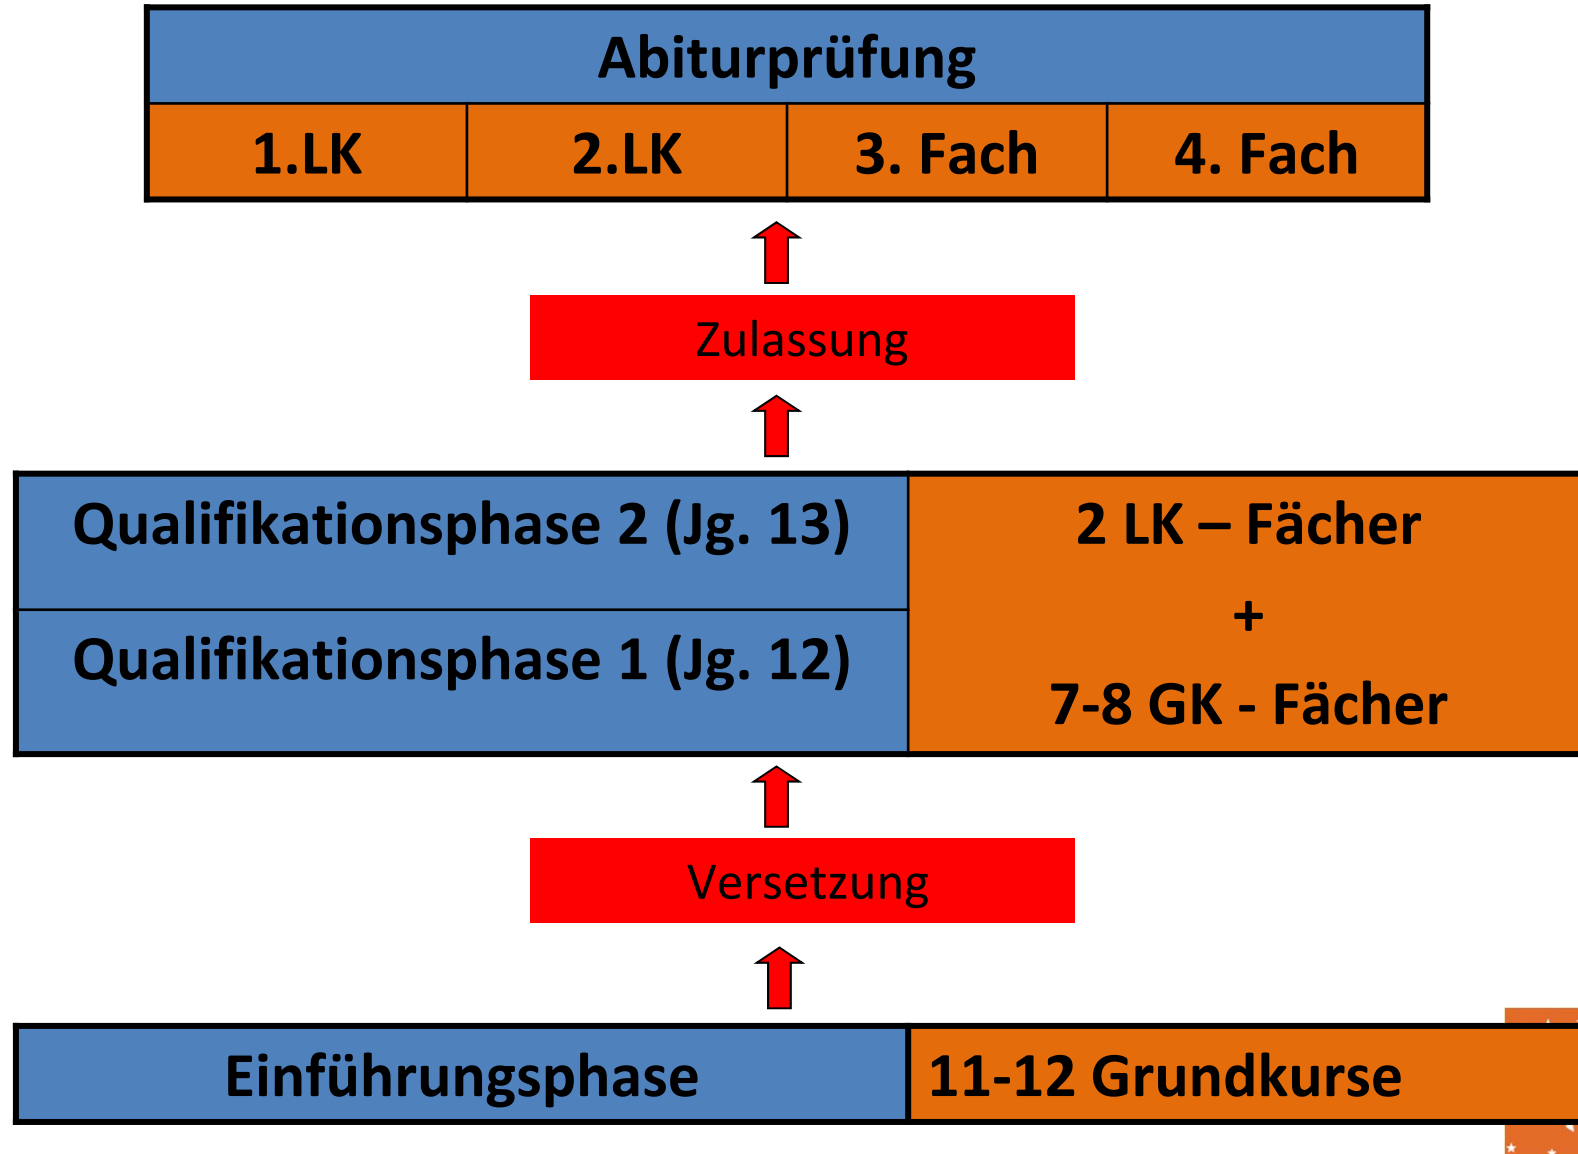 Abiturprüfung
1.LK 2.LK 3. Fach 4. Fach
Zulassung
Qualifikationsphase 2 (Jg. 13)
2 LK – Fächer
+
Qualifikationsphase 1 (Jg. 12)
7-8 GK - Fächer
Versetzung
Einführungsphase
11-12 Grundkurse